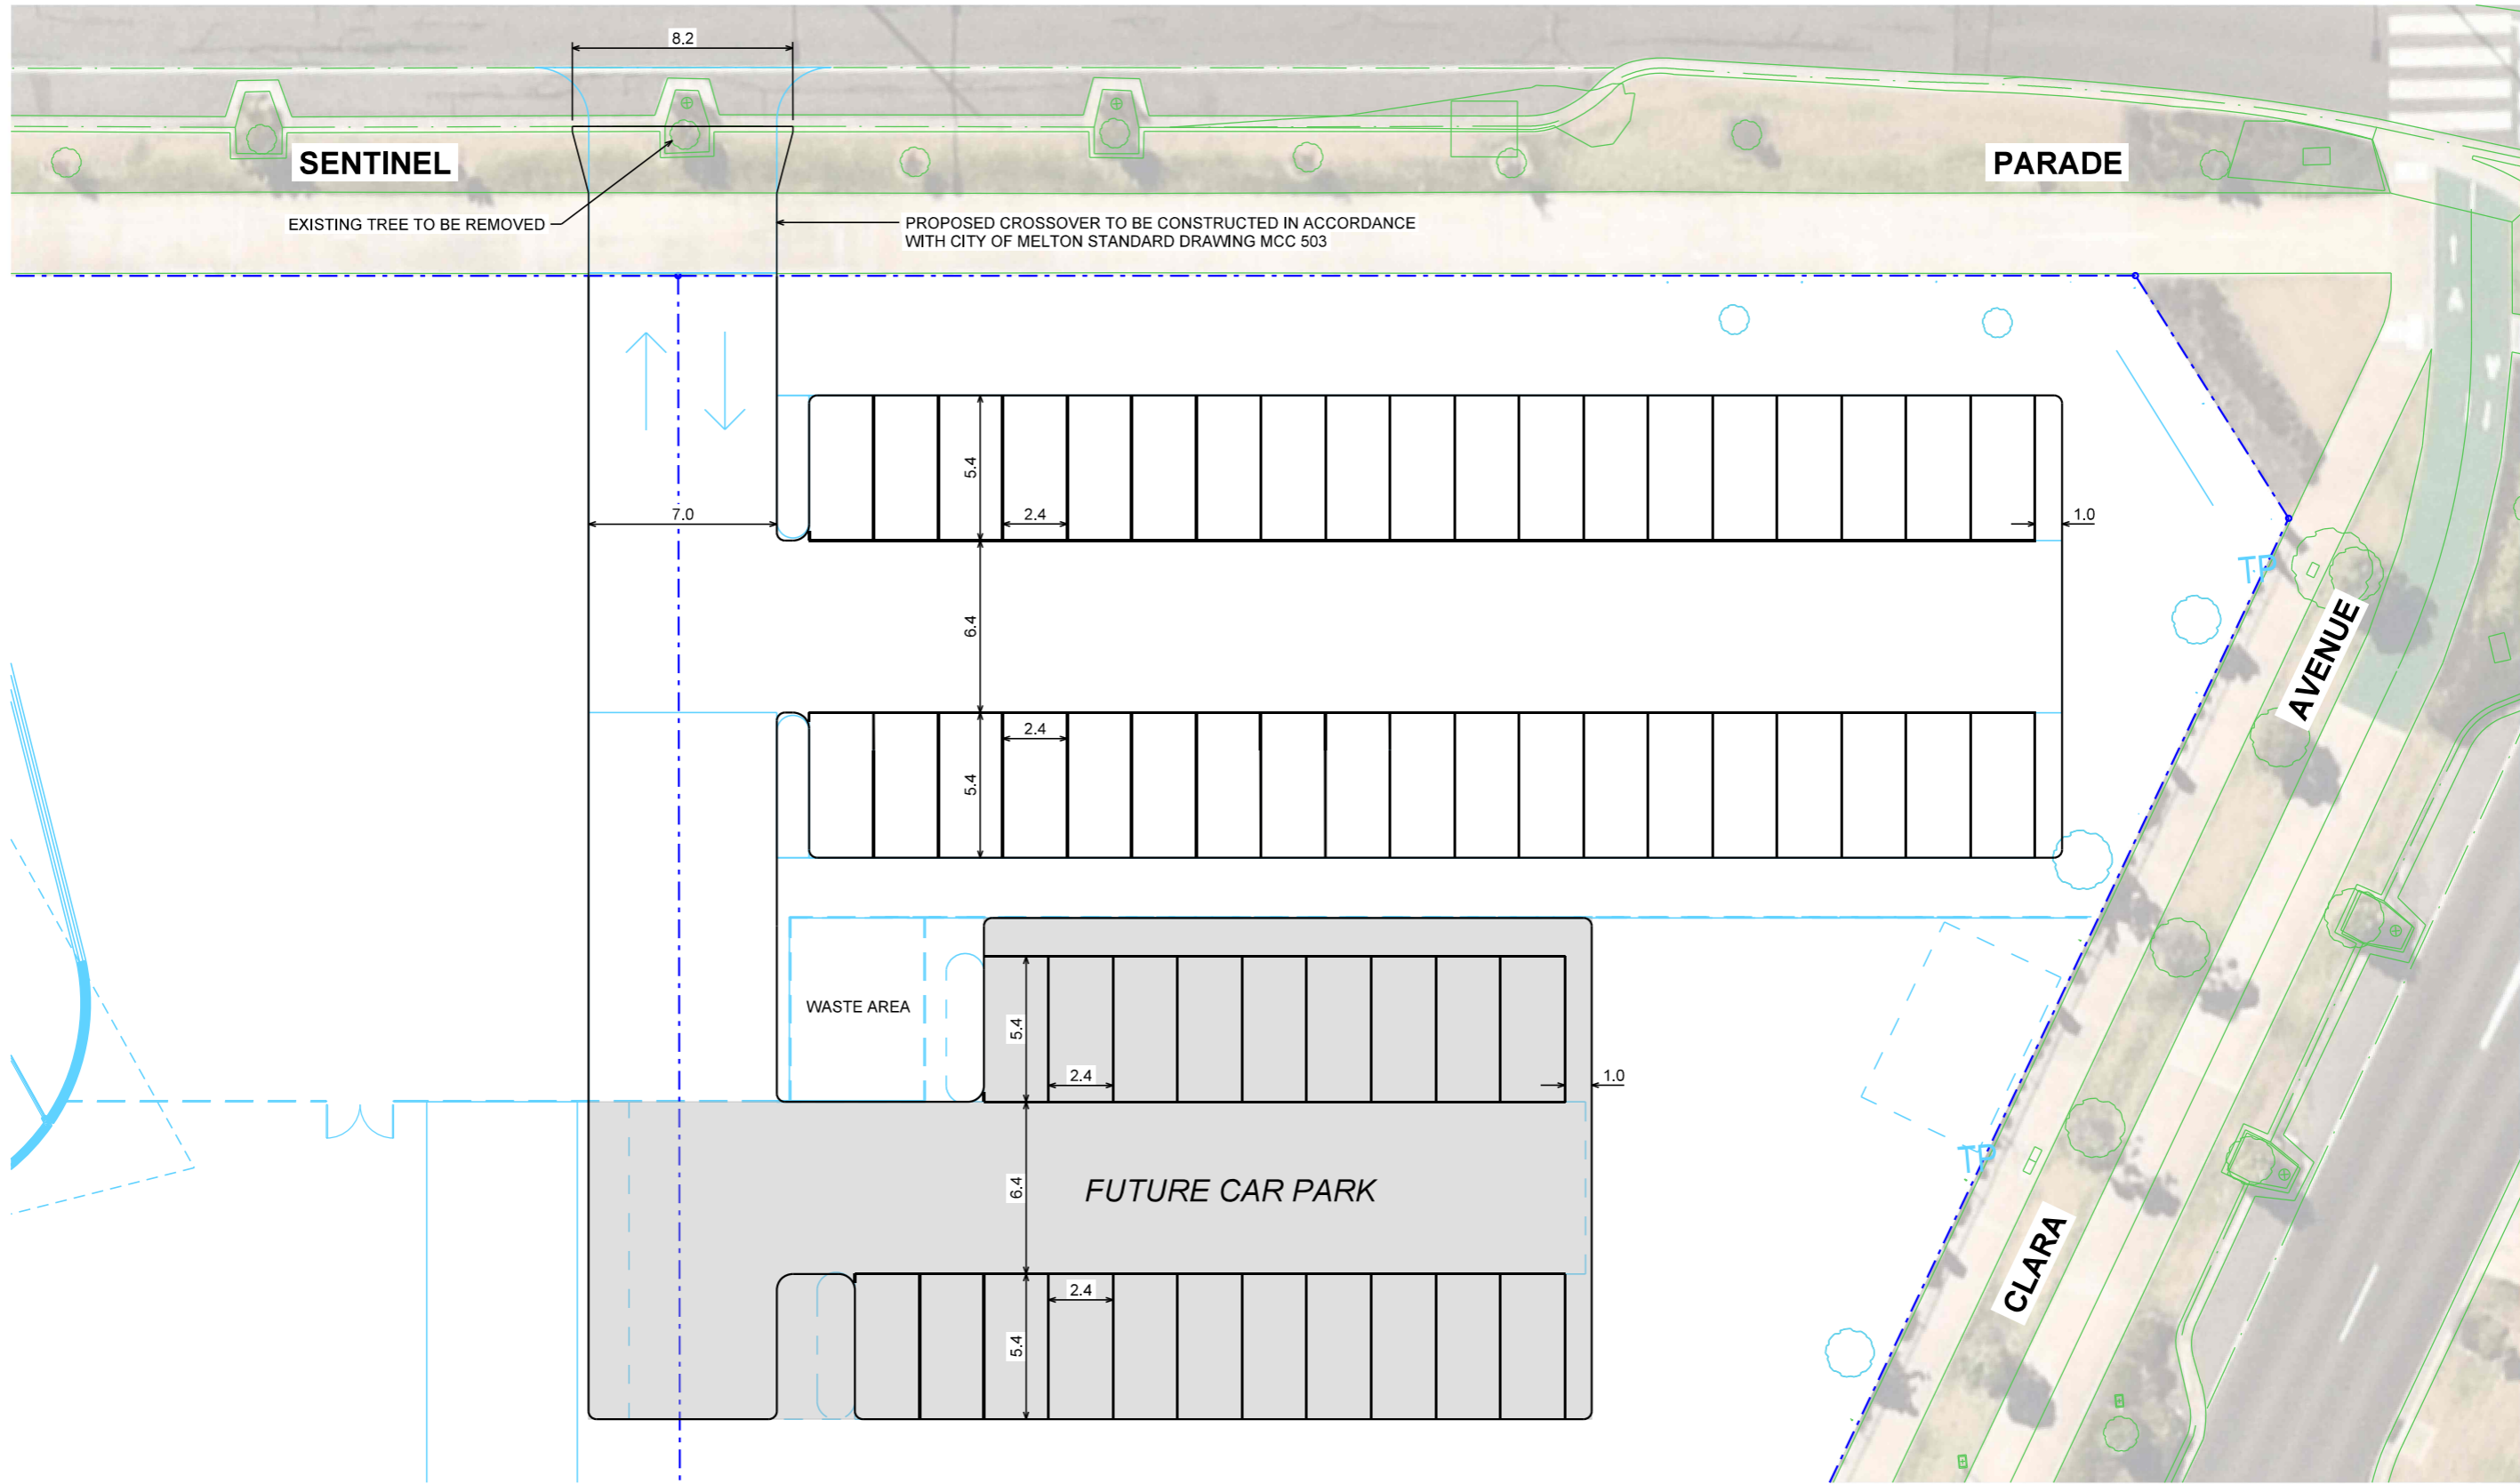 8.2
SENTINEL
PARADE
EXISTING TREE TO BE REMOVED
PROPOSED CROSSOVER TO BE CONSTRUCTED IN ACCORDANCE
WITH CITY OF MELTON STANDARD DRAWING MCC 503
5.4
7.0
2.4
1.0
TP
6.4
AVENUE
2.4
5.4
WASTE AREA
5.4
2.4
1.0
TP
6.4
FUTURE CAR PARK
CLARA
2.4
5.4